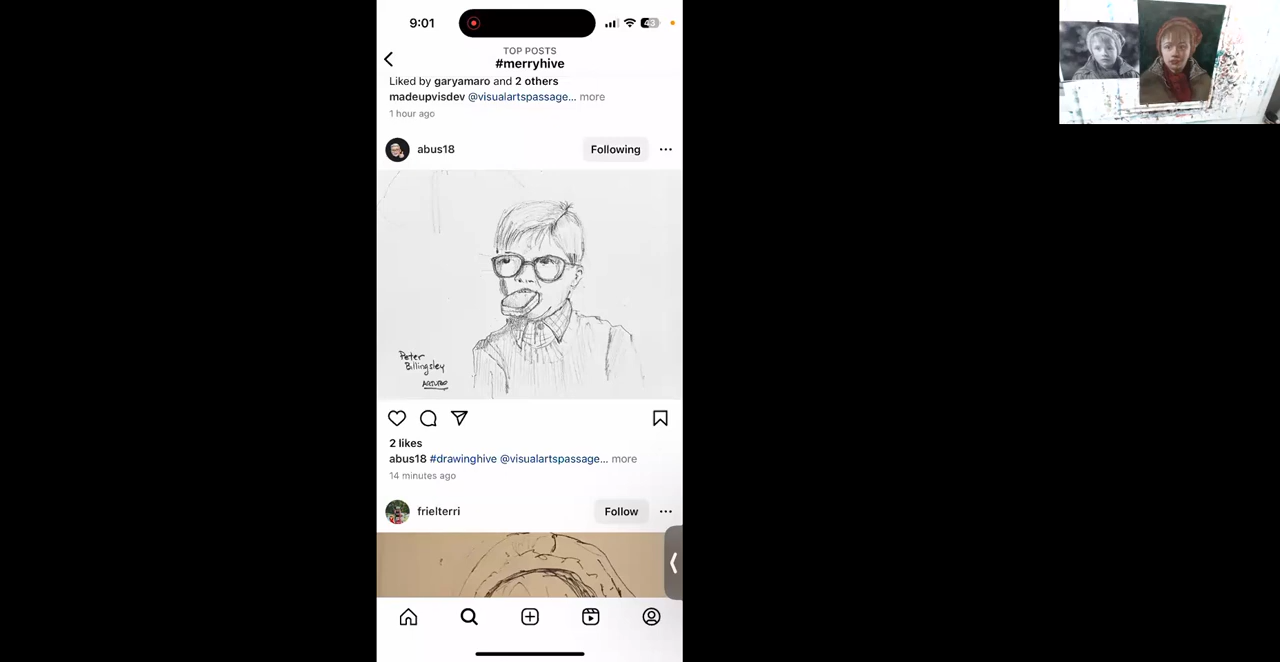 9:01
43
TOP POSTS
#merryhive
Liked by garyamaro and 2 others
madeupvisdev @visualartspassage... more
1 hour ago
abus18
Following
Peter
Billingsley
2 likes
abus18 #drawinghive @visualartspassage... more
14 minutes ago
frielterri
Follow